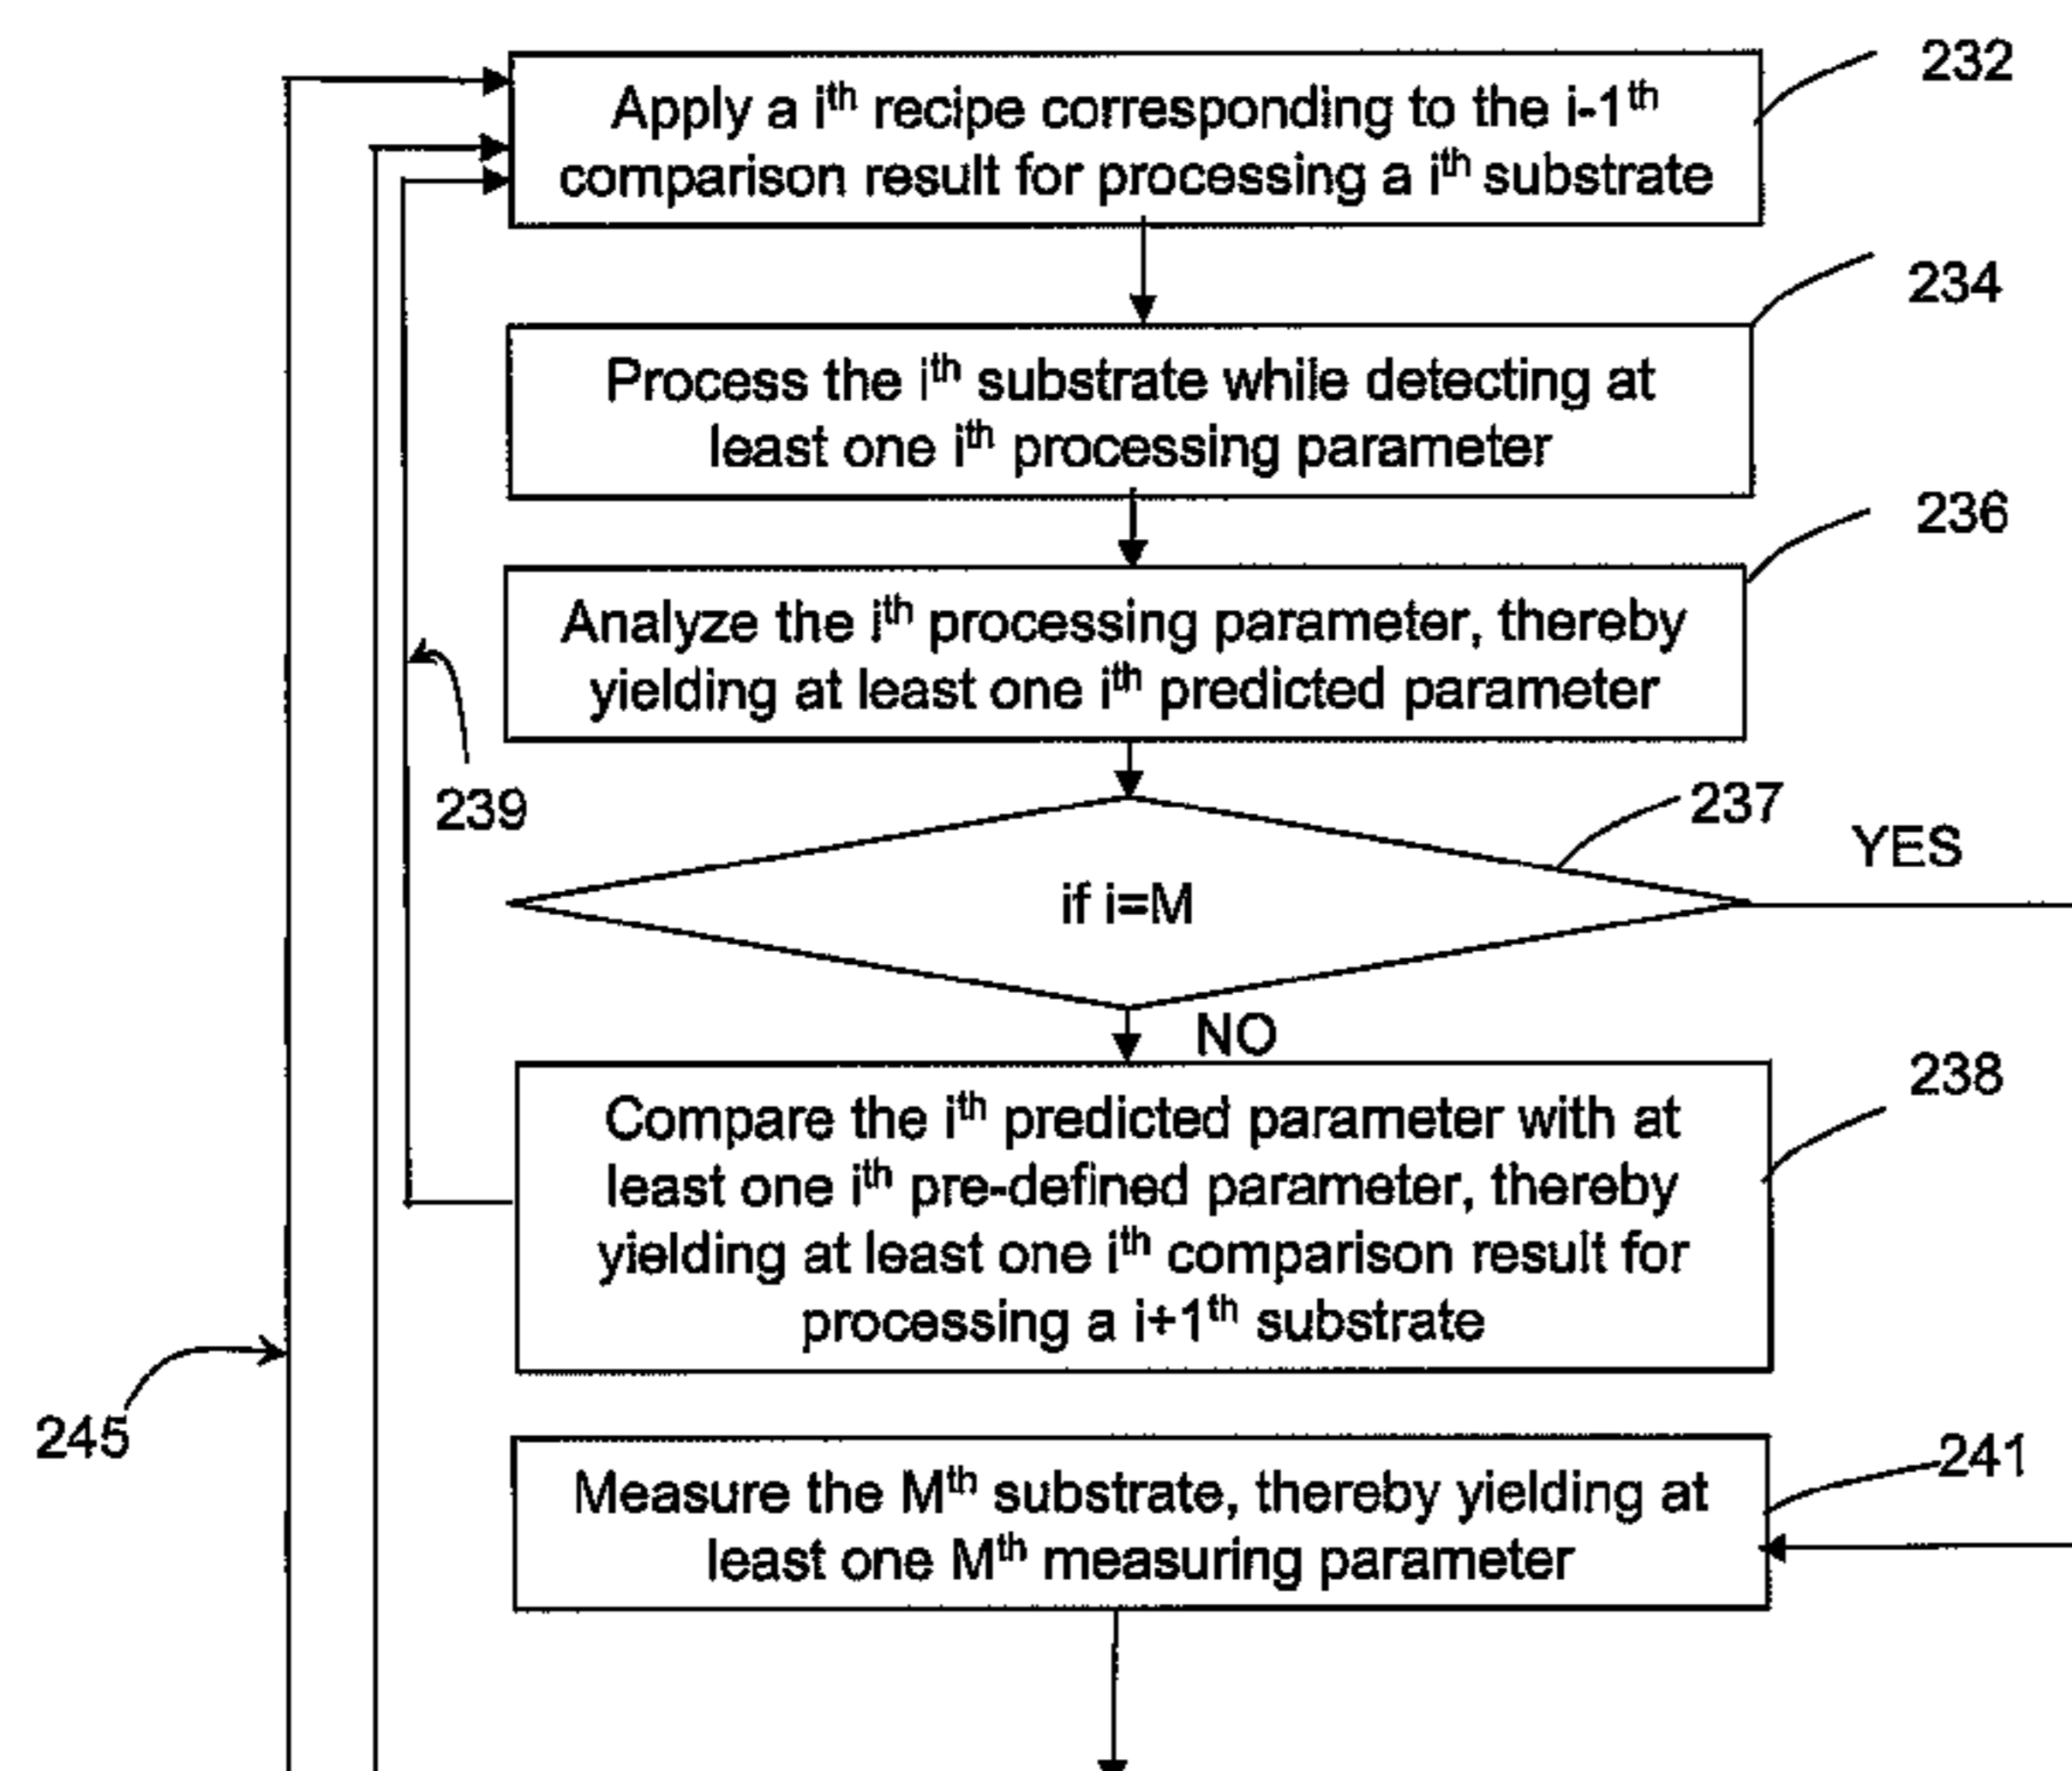 232
Apply a iᵗʰ recipe corresponding to the i-1ᵗʰ
comparison result for processing a iᵗʰ substrate
234
Process the iᵗʰ substrate while detecting at
least one iᵗʰ processing parameter
236
Analyze the iᵗʰ processing parameter, thereby
yielding at least one iᵗʰ predicted parameter
239
237
YES
if i=M
NO
238
Compare the iᵗʰ predicted parameter with at
least one iᵗʰ pre-defined parameter, thereby
yielding at least one iᵗʰ comparison result for
processing a i+1ᵗʰ substrate
245
241
Measure the Mᵗʰ substrate, thereby yielding at
least one Mᵗʰ measuring parameter